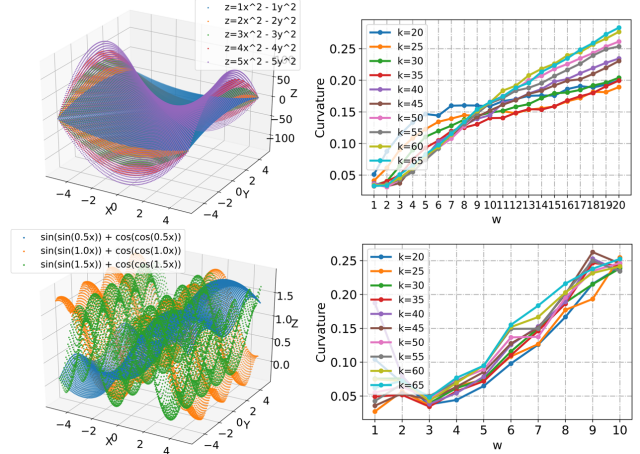 z=1x^2 - 1y^2
z=2x^2 - 2y^2
z=3x^2 - 3y^2
z=4x^2 - 4y^2
z=5x^2 - 5y^2
50
0
−50
−100
Z
−4
−2
0
2
4
X
−4
−2
0
2
4
Y
k=20
k=25
k=30
k=35
k=40
k=45
k=50
k=55
k=60
k=65
0.25
0.20
0.15
0.10
0.05
Curvature
1 2 3 4 5 6 7 8 9 10 11 12 13 14 15 16 17 18 19 20
w
sin(sin(0.5x)) + cos(cos(0.5x))
sin(sin(1.0x)) + cos(cos(1.0x))
sin(sin(1.5x)) + cos(cos(1.5x))
1.5
1.0
0.5
0.0
Z
−4
−2
0
2
4
X
−4
−2
0
2
4
Y
k=20
k=25
k=30
k=35
k=40
k=45
k=50
k=55
k=60
k=65
0.25
0.20
0.15
0.10
0.05
Curvature
1 2 3 4 5 6 7 8 9 10
w